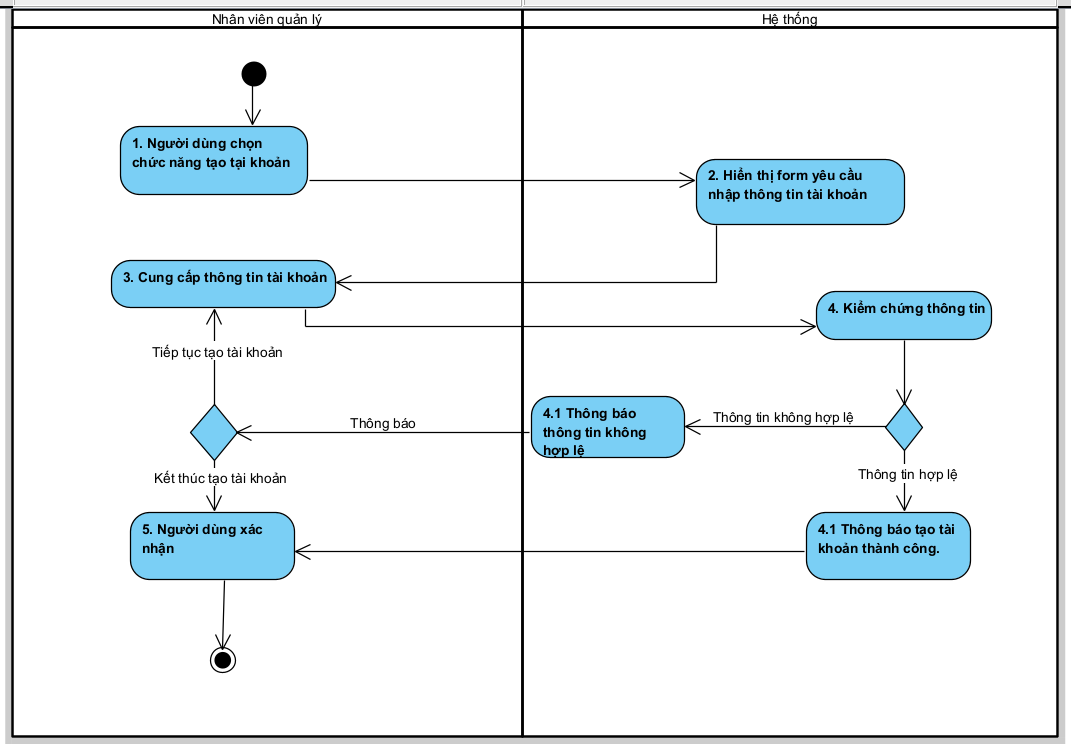 Nhân viên quản lý
Hệ thống
1. Người dùng chọn
chức năng tạo tại khoản
2. Hiển thị form yêu cầu
nhập thông tin tài khoản
3. Cung cấp thông tin tài khoản
4. Kiểm chứng thông tin
Tiếp tục tạo tài khoản
4.1 Thông báo
thông tin không
hợp lệ
Thông báo
Thông tin không hợp lệ
Kết thúc tạo tài khoản
Thông tin hợp lệ
5. Người dùng xác
nhận
4.1 Thông báo tạo tài
khoản thành công.